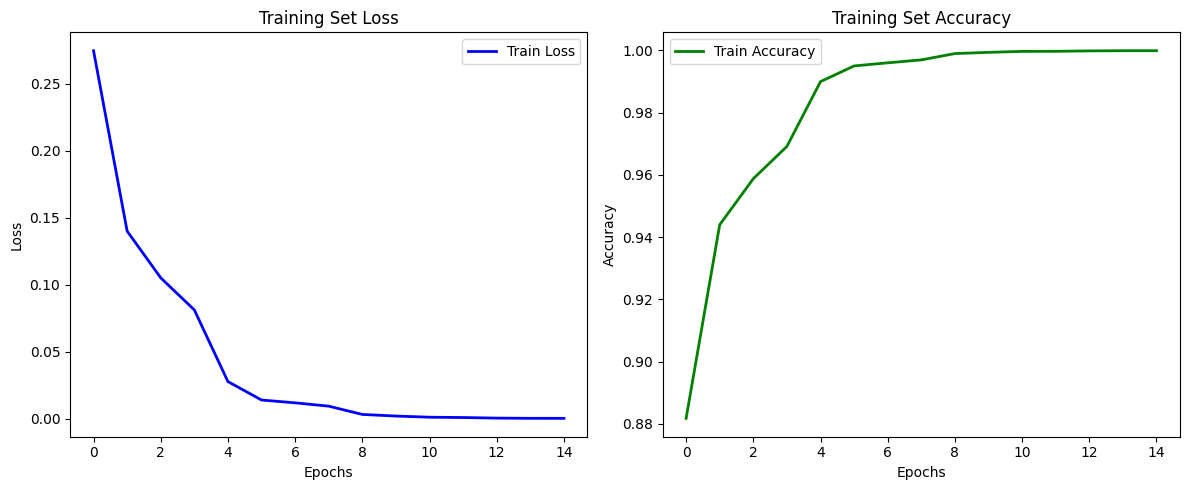 Training Set Loss
Train Loss
0.25
0.20
0.15
0.10
0.05
0.00
Loss
0 2 4 6 8 10 12 14
Epochs
Training Set Accuracy
Train Accuracy
1.00
0.98
0.96
0.94
0.92
0.90
0.88
Accuracy
0 2 4 6 8 10 12 14
Epochs